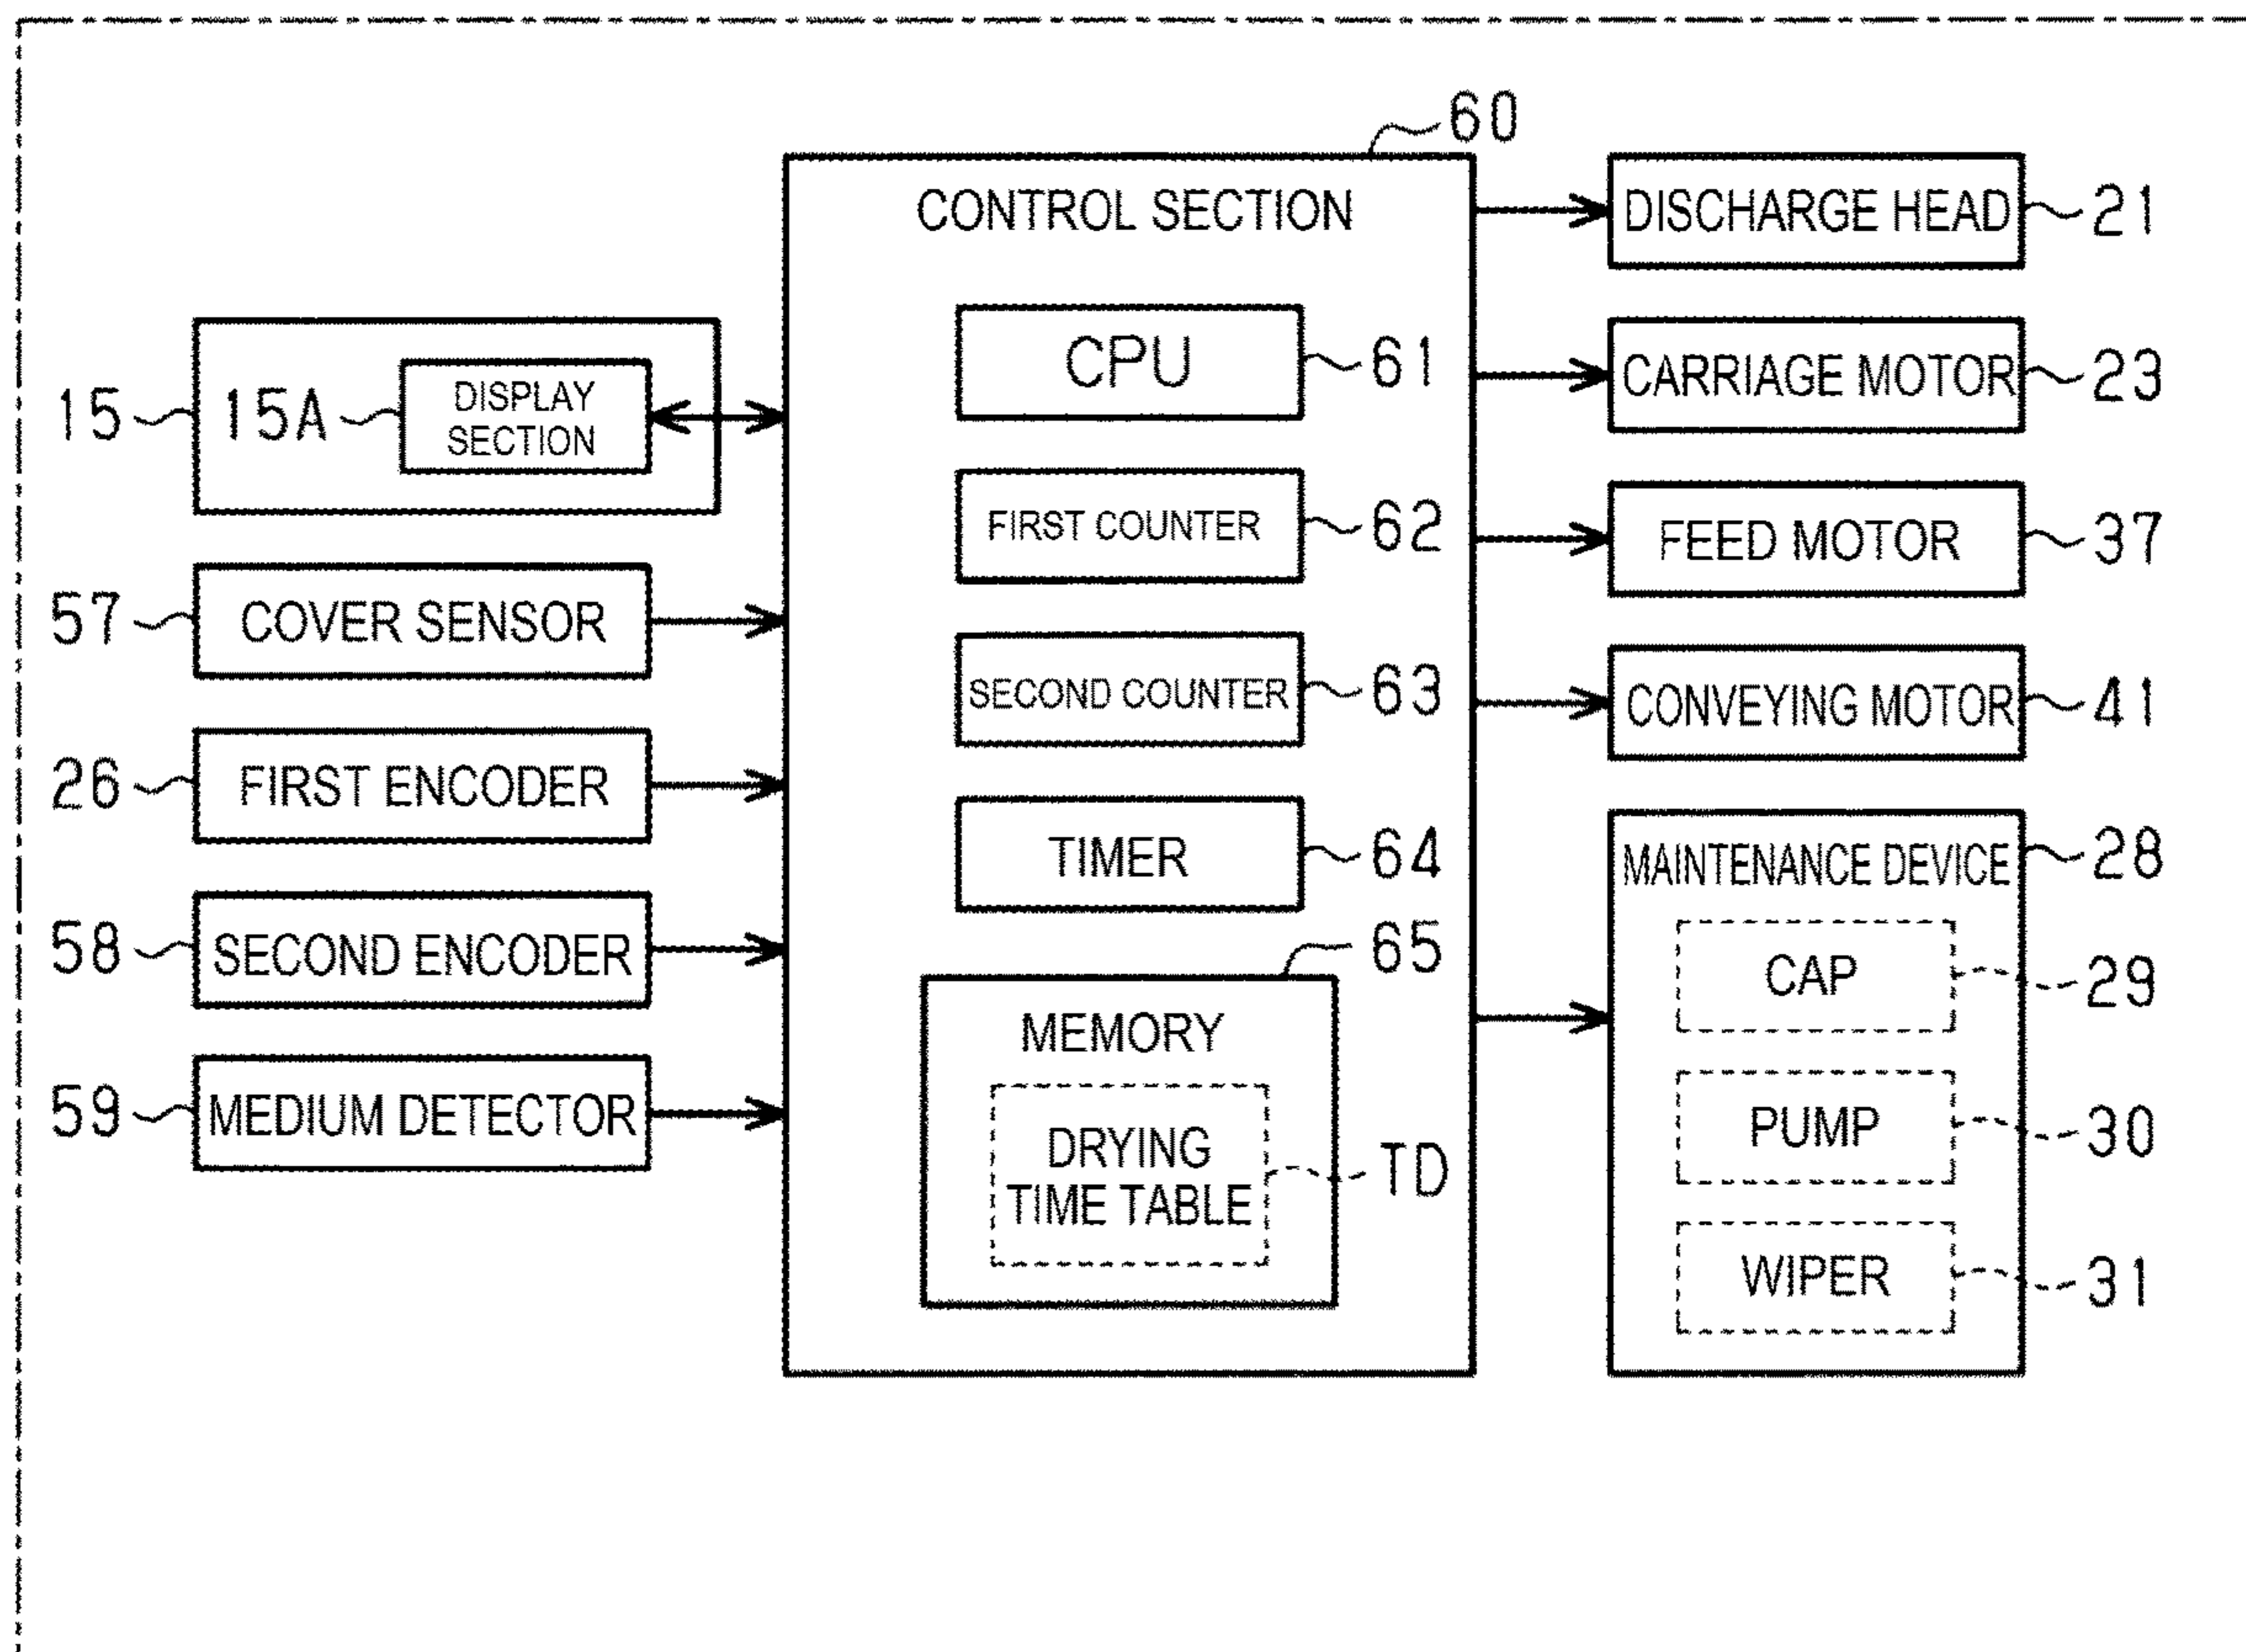 60
CONTROL SECTION
DISCHARGE HEAD 21
CPU 61
CARRIAGE MOTOR 23
15
15A
DISPLAY
SECTION
FIRST COUNTER 62
FEED MOTOR 37
57 COVER SENSOR
SECOND COUNTER 63
CONVEYING MOTOR 41
26 FIRST ENCODER
TIMER 64
MAINTENANCE DEVICE 28
58 SECOND ENCODER
65
MEMORY
CAP 29
59 MEDIUM DETECTOR
DRYING
TIME TABLE
TD
PUMP 30
WIPER 31